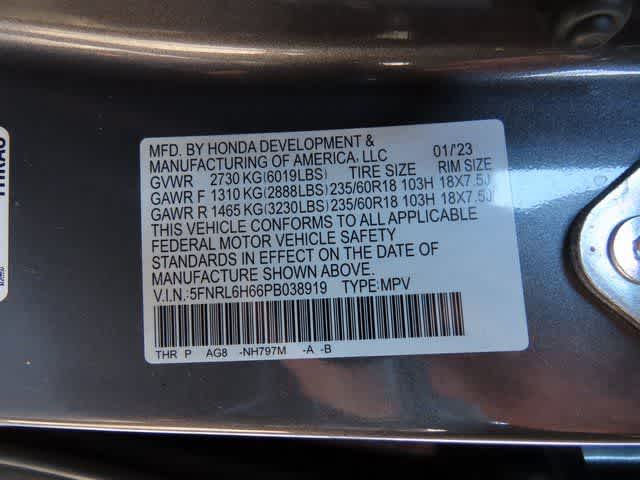 MFD. BY HONDA DEVELOPMENT &
MANUFACTURING OF AMERICA, LLC 01/'23
GVWR 2730 KG(6019LBS) TIRE SIZE RIM SIZE
GAWR F 1310 KG(2888LBS) 235/60R18 103H 18X7.5J
GAWR R 1465 KG(3230LBS) 235/60R18 103H 18X7.5J
THIS VEHICLE CONFORMS TO ALL APPLICABLE
FEDERAL MOTOR VEHICLE SAFETY
STANDARDS IN EFFECT ON THE DATE OF
MANUFACTURE SHOWN ABOVE.
V.I.N.:5FNRL6H66PB038919 TYPE:MPV
THR P AG8 -NH797M -A -B